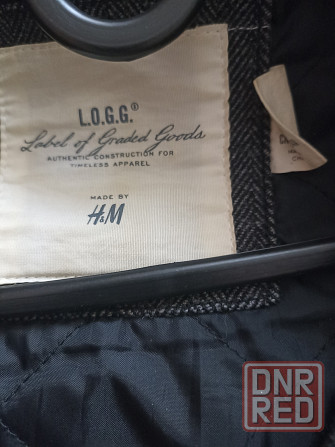 L.O.G.G.®
Label of Graded Goods
AUTHENTIC CONSTRUCTION FOR
TIMELESS APPAREL
MADE BY
H&M
DNR
RED